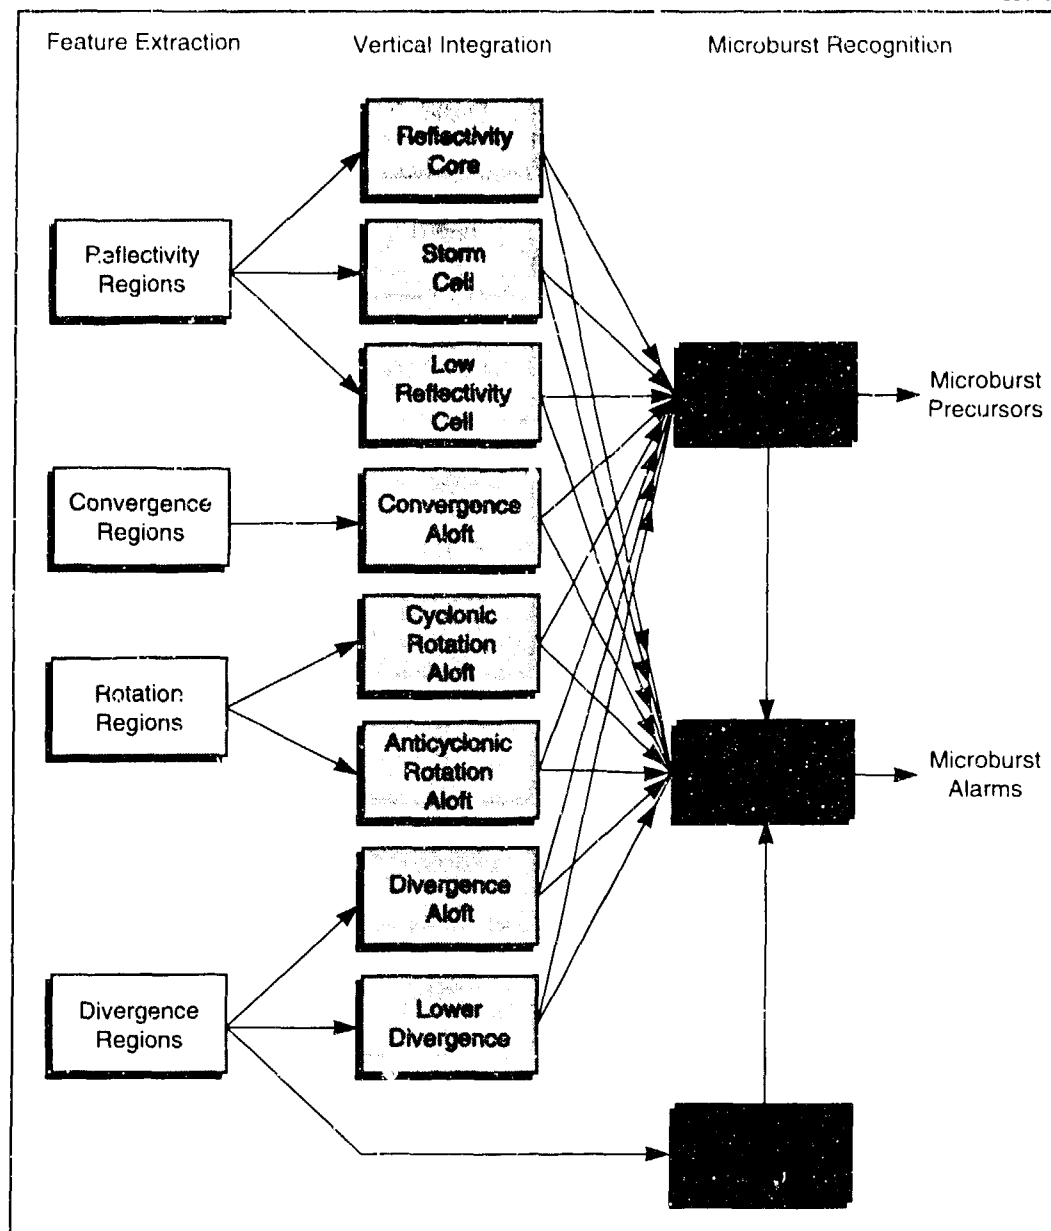 Feature Extraction
Vertical Integration
Microburst Recognition
Reflectivity
Core
Reflectivity
Regions
Storm
Cell
Low
Reflectivity
Cell
Microburst
Precursors
Convergence
Regions
Convergence
Aloft
Cyclonic
Rotation
Aloft
Rotation
Regions
Anticyclonic
Rotation
Aloft
Microburst
Alarms
Divergence
Aloft
Divergence
Regions
Lower
Divergence